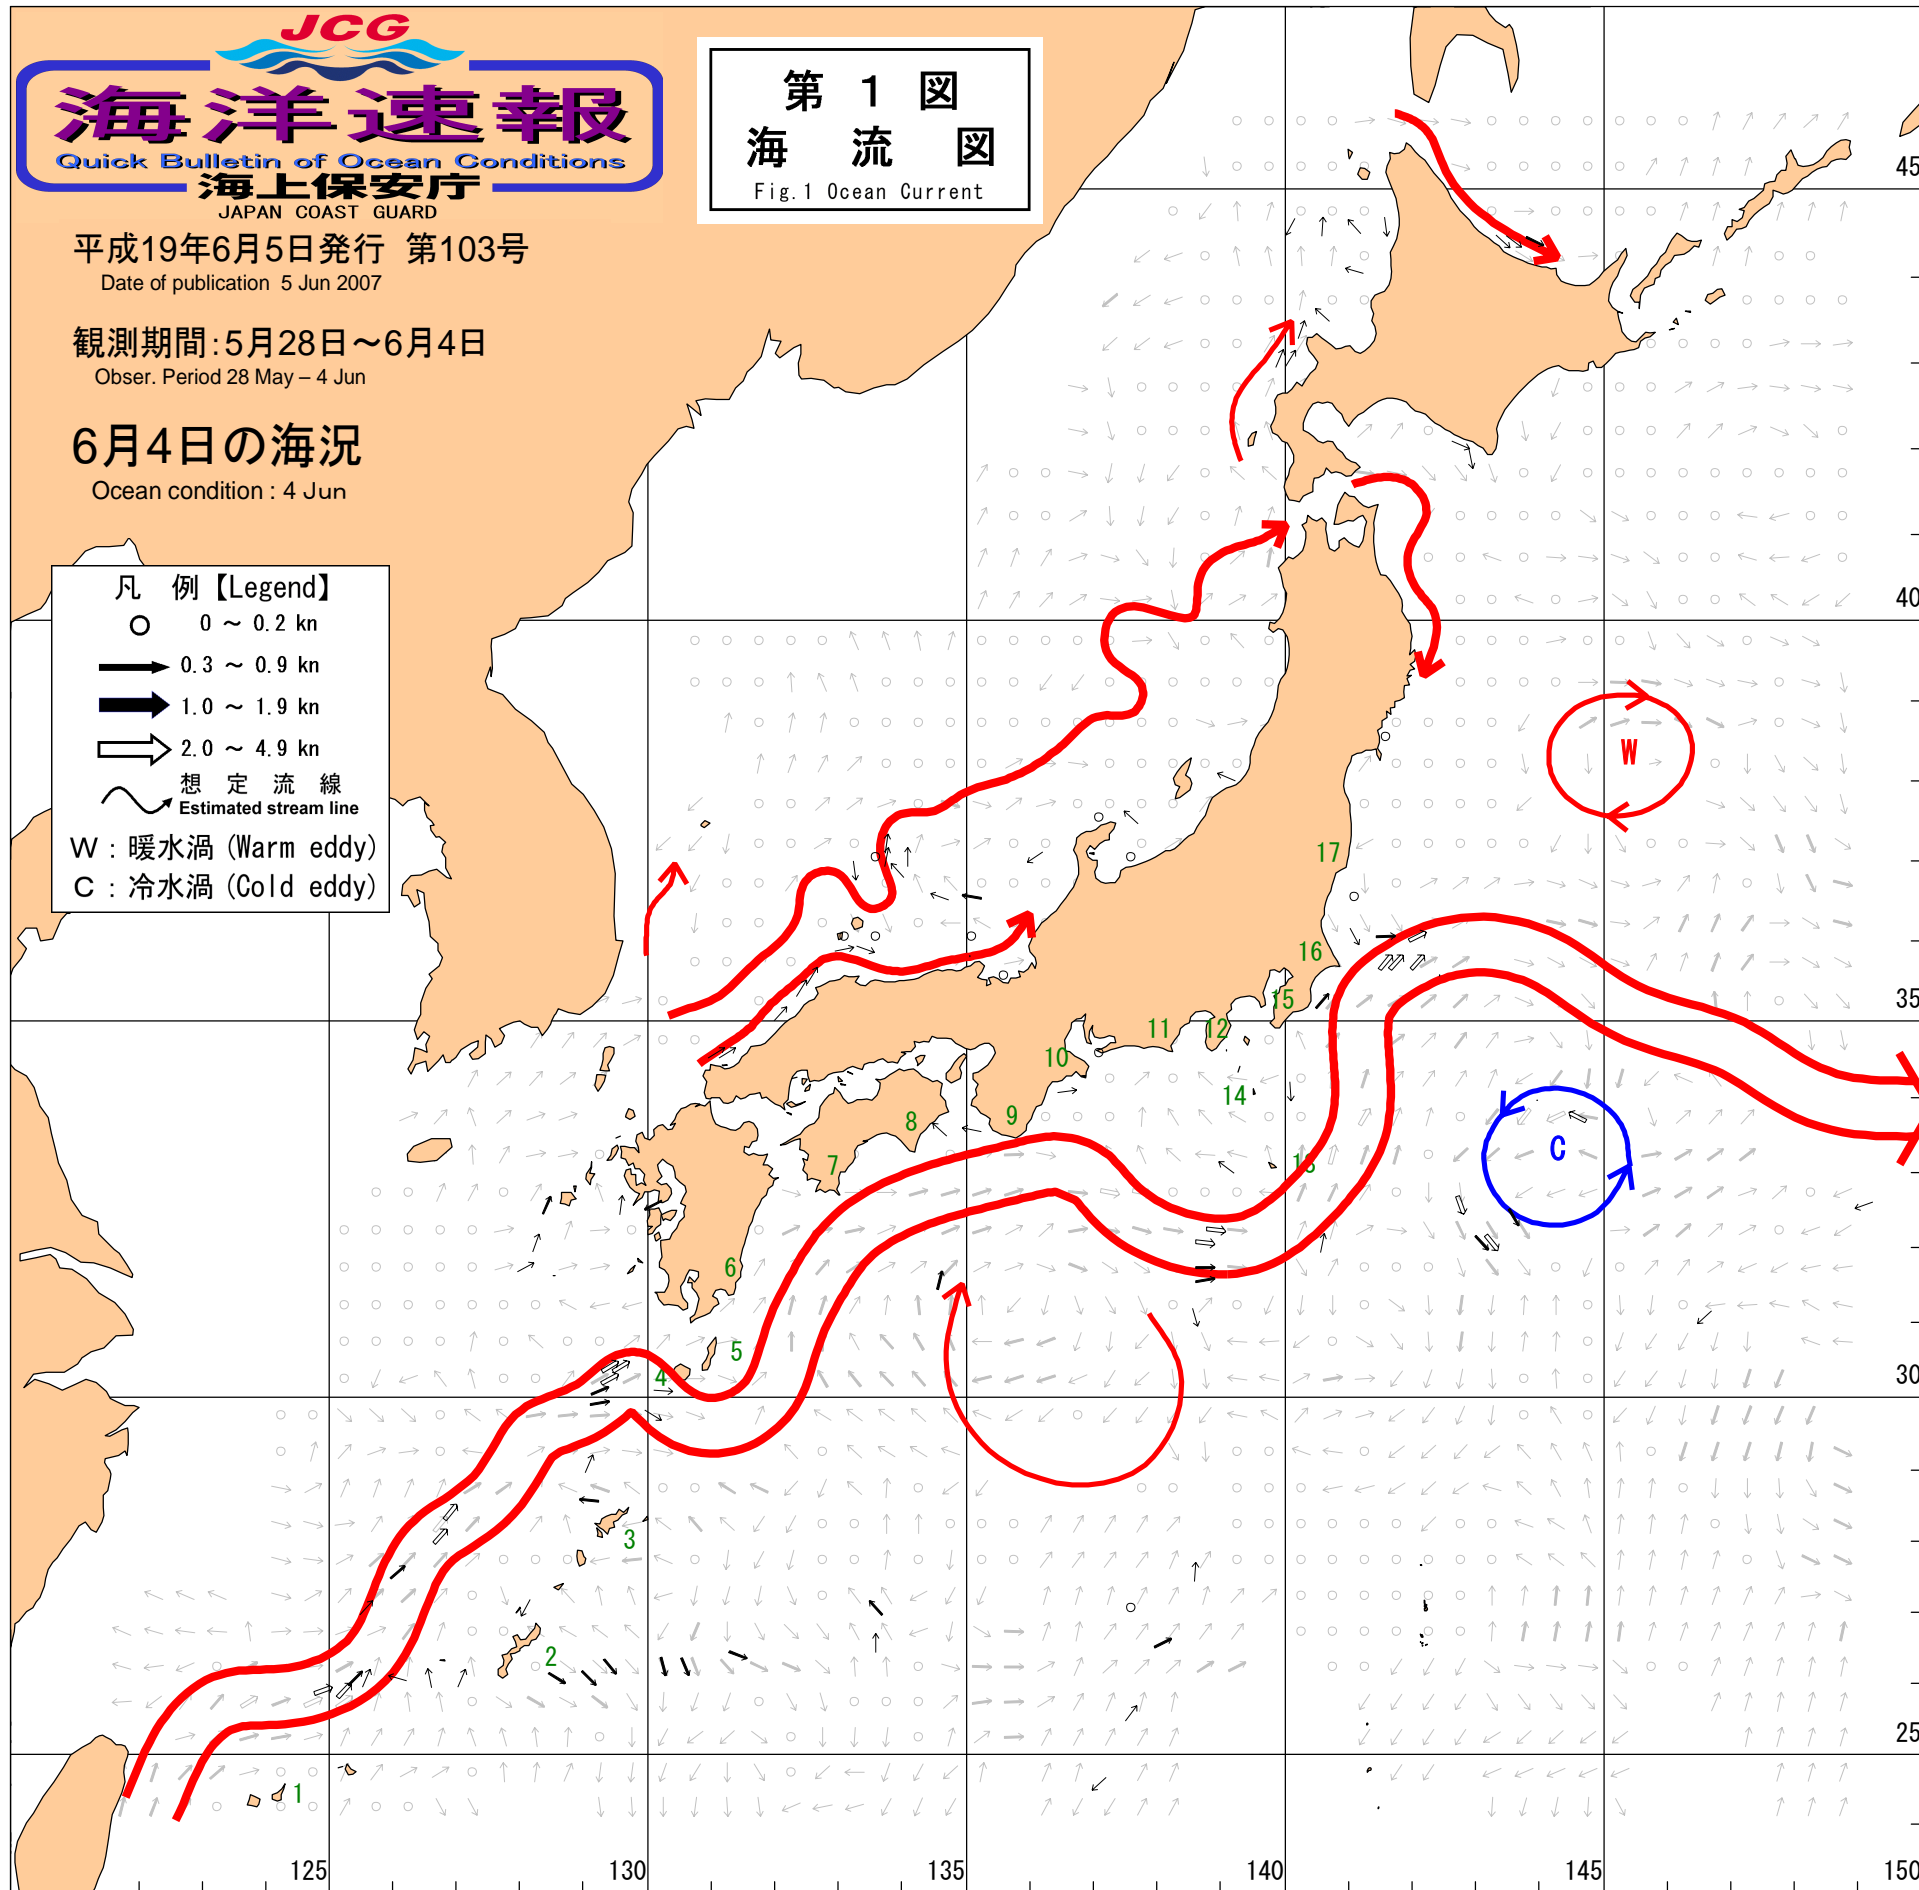 JCG
海洋速報
Quick Bulletin of Ocean Conditions
海上保安庁
JAPAN COAST GUARD
平成19年6月5日発行 第103号
Date of publication 5 Jun 2007
観測期間:5月28日～6月4日
Obser. Period 28 May – 4 Jun
6月4日の海況
Ocean condition : 4 Jun
第 1 図
海 流 図
Fig.1 Ocean Current
凡 例【Legend】
0 ～ 0.2 kn
0.3 ～ 0.9 kn
1.0 ～ 1.9 kn
2.0 ～ 4.9 kn
想 定 流 線
Estimated stream line
W : 暖水渦 (Warm eddy)
C : 冷水渦 (Cold eddy)
45
40
35
30
25
W
C
17
16
15
12
11
10
14
9
8
7
13
6
5
4
3
2
1
125
130
135
140
145
150